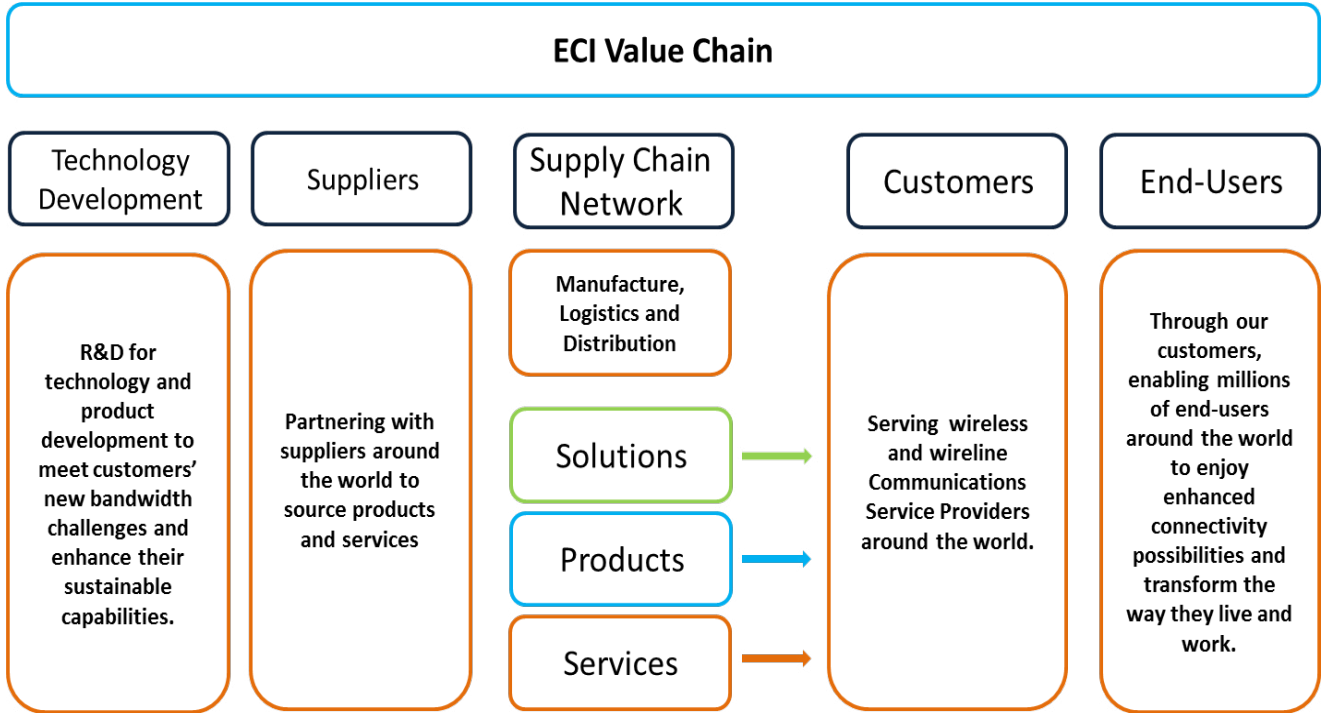 ECI Value Chain
Technology
Development
Suppliers
Supply Chain
Network
Customers
End-Users
R&D for
technology and
product
development to
meet customers’
new bandwidth
challenges and
enhance their
sustainable
capabilities.
Partnering with
suppliers around
the world to
source products
and services
Manufacture,
Logistics and
Distribution
Solutions
Products
Services
Serving wireless
and wireline
Communications
Service Providers
around the world.
Through our
customers,
enabling millions
of end-users
around the world
to enjoy
enhanced
connectivity
possibilities and
transform the
way they live and
work.